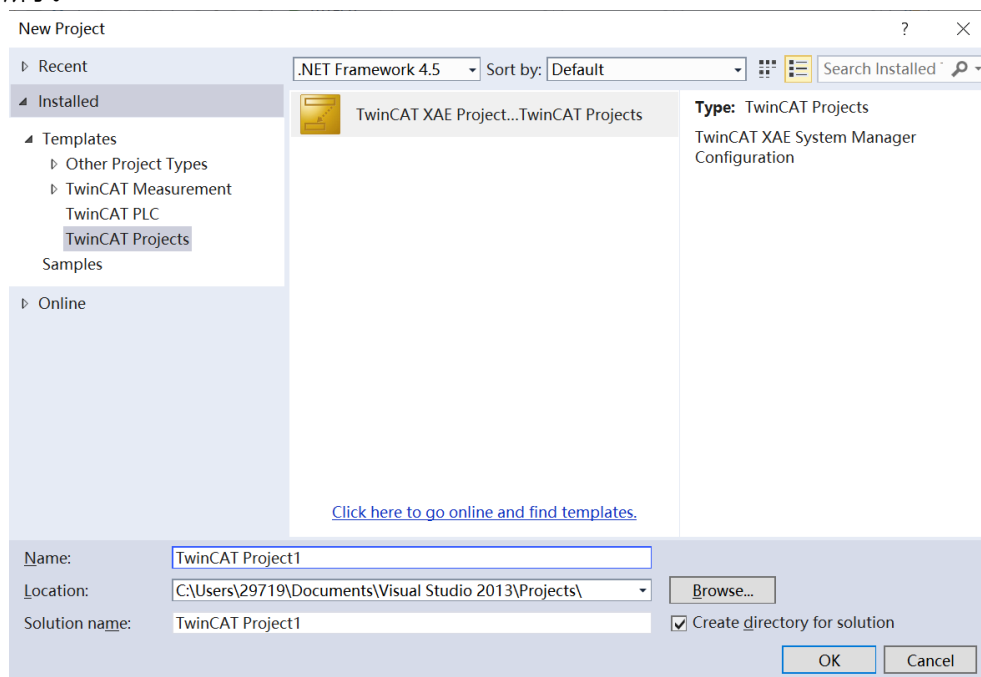 New Project
?
Recent
Installed
Templates
Other Project Types
TwinCAT Measurement
TwinCAT PLC
TwinCAT Projects
Samples
Online
.NET Framework 4.5
Sort by: Default
Search Installed
TwinCAT XAE Project...TwinCAT Projects
Click here to go online and find templates.
Type: TwinCAT Projects
TwinCAT XAE System Manager
Configuration
Name: TwinCAT Project1
Location: C:\Users\29719\Documents\Visual Studio 2013\Projects\
Browse...
Solution name: TwinCAT Project1
Create directory for solution
OK
Cancel